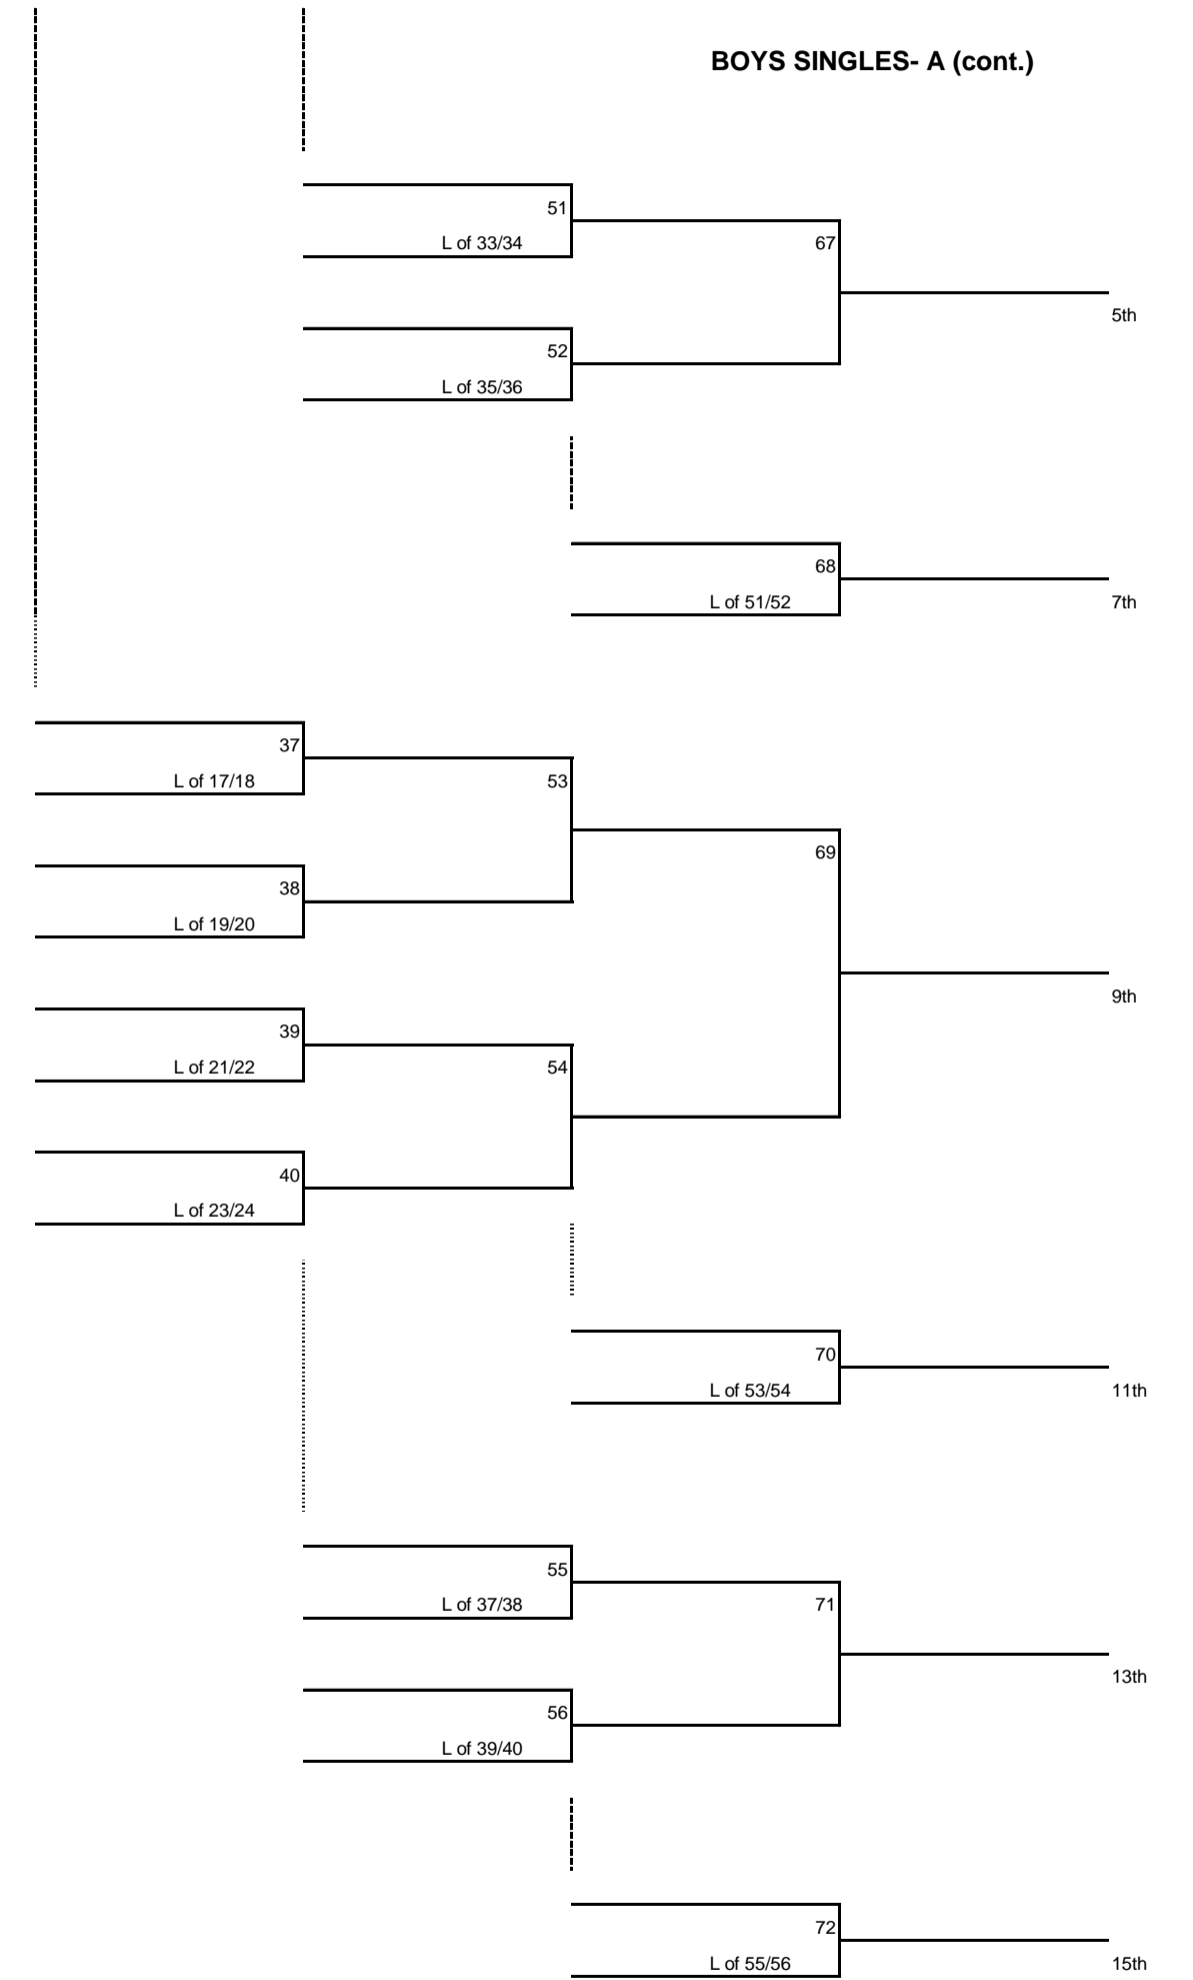 BOYS SINGLES- A (cont.)
51
L of 33/34
67
5th
52
L of 35/36
68
L of 51/52
7th
37
L of 17/18
53
69
38
L of 19/20
9th
39
L of 21/22
54
40
L of 23/24
70
L of 53/54
11th
55
L of 37/38
71
13th
56
L of 39/40
72
L of 55/56
15th